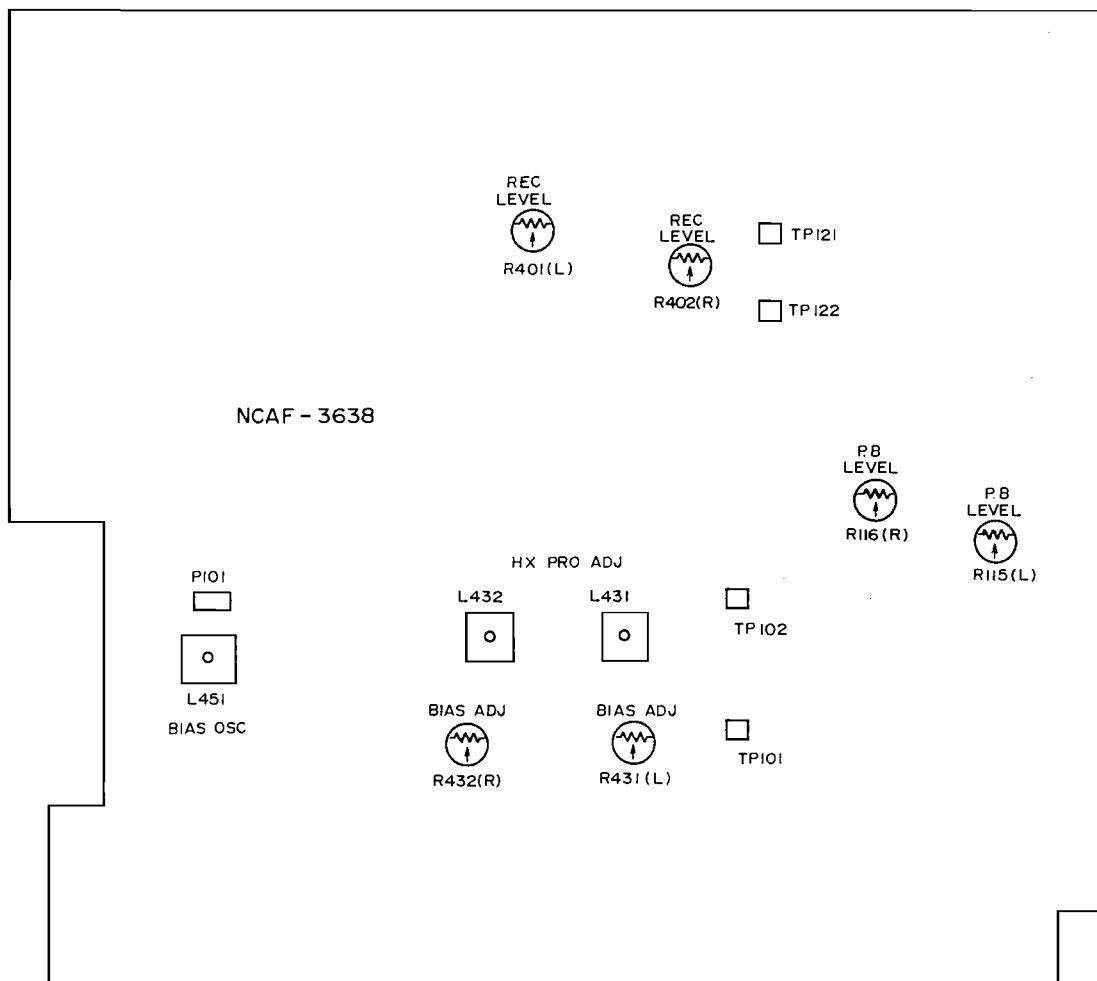 REC
LEVEL
R401(L)
REC
LEVEL
R402(R)
TP121
TP122
NCAF-3638
P.B
LEVEL
R116(R)
P.B
LEVEL
R115(L)
HX PRO ADJ
P101
L451
BIAS OSC
L432
L431
TP102
BIAS ADJ
R432(R)
BIAS ADJ
R431(L)
TP101